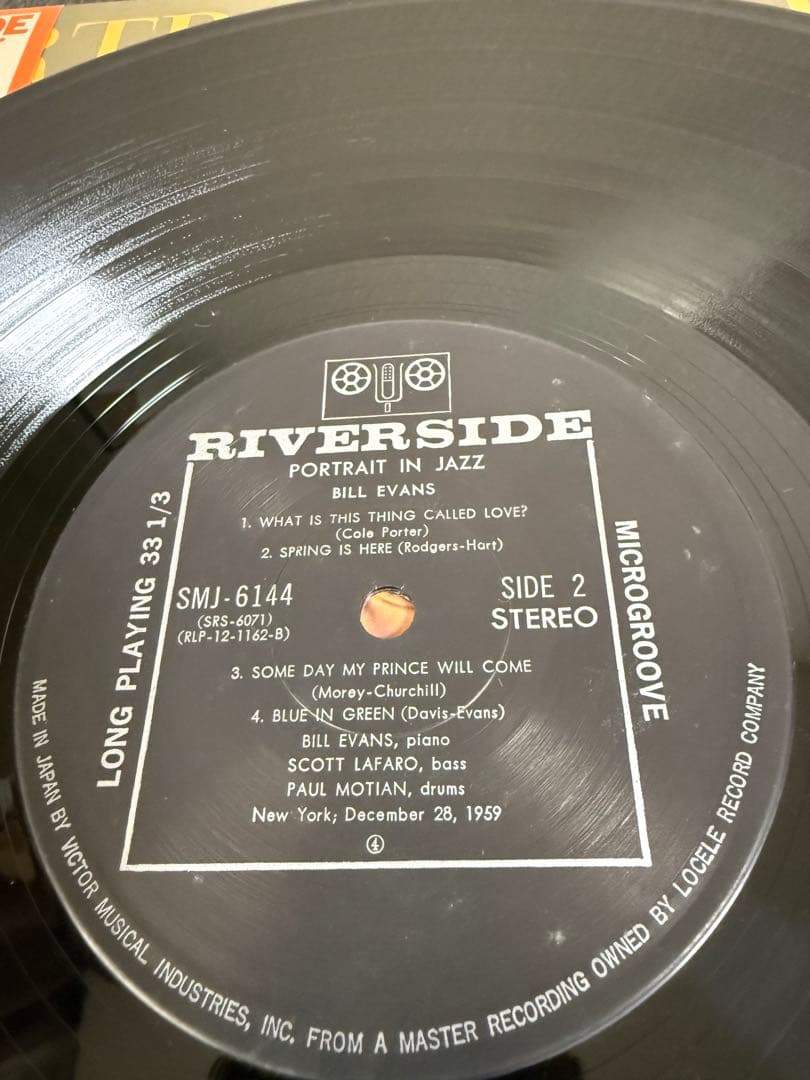 RIVERSIDE
PORTRAIT IN JAZZ
BILL EVANS
1. WHAT IS THIS THING CALLED LOVE?
(Cole Porter)
2. SPRING IS HERE (Rodgers-Hart)
SMJ-6144
(SRS-6071)
(RLP-12-1162-B)
SIDE 2
STEREO
3. SOME DAY MY PRINCE WILL COME
(Morey-Churchill)
4. BLUE IN GREEN (Davis-Evans)
BILL EVANS, piano
SCOTT LAFARO, bass
PAUL MOTIAN, drums
New York; December 28, 1959
4
LONG PLAYING 33 1/3
MICROGROOVE
MADE IN JAPAN BY VICTOR MUSICAL INDUSTRIES, INC. FROM A MASTER RECORDING OWNED BY LOCELE RECORD COMPANY